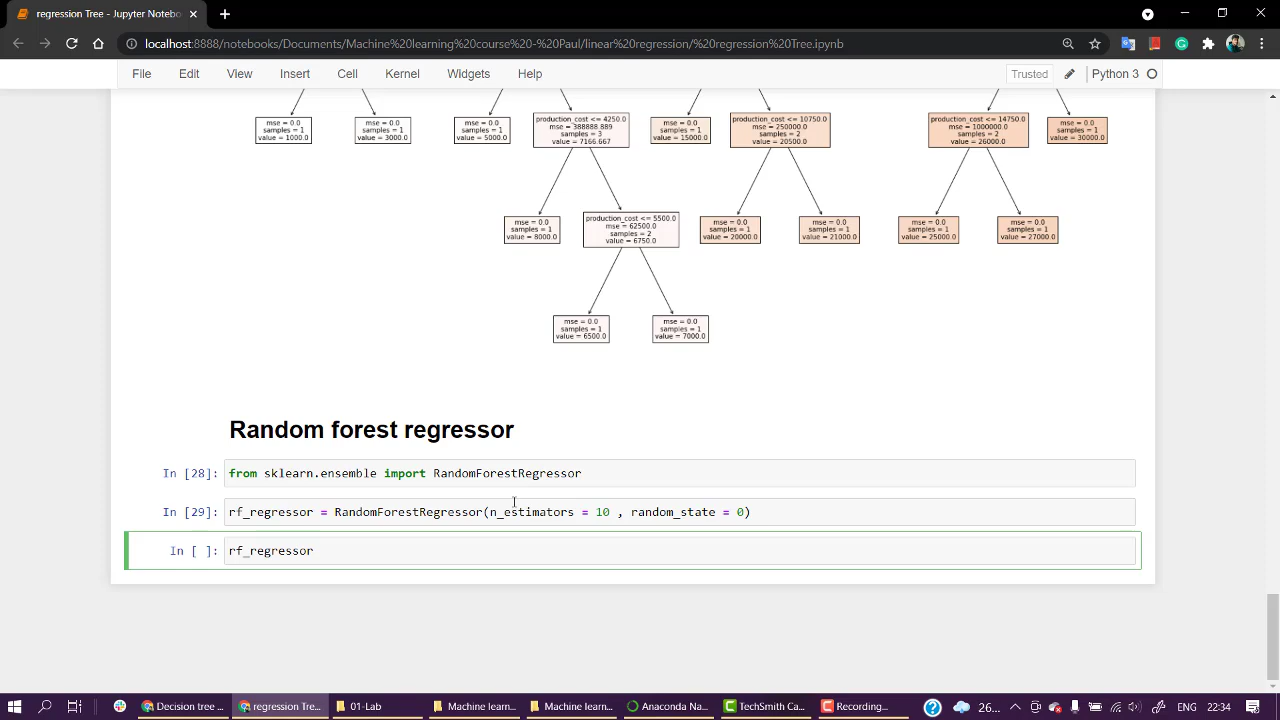 regression Tree - Jupyter Notebo
localhost:8888/notebooks/Documents/Machine%20learning%20course%20-%20Paul/linear%20regression/%20regression%20Tree.ipynb
File Edit View Insert Cell Kernel Widgets Help
Trusted
Python 3
mse = 0.0
samples = 1
value = 1000.0
mse = 0.0
samples = 1
value = 3000.0
mse = 0.0
samples = 1
value = 5000.0
production_cost <= 4250.0
mse = 388888.889
samples = 3
value = 7166.667
mse = 0.0
samples = 1
value = 15000.0
production_cost <= 10750.0
mse = 250000.0
samples = 2
value = 20500.0
production_cost <= 14750.0
mse = 1000000.0
samples = 2
value = 26000.0
mse = 0.0
samples = 1
value = 30000.0
mse = 0.0
samples = 1
value = 8000.0
production_cost <= 5500.0
mse = 62500.0
samples = 2
value = 6750.0
mse = 0.0
samples = 1
value = 20000.0
mse = 0.0
samples = 1
value = 21000.0
mse = 0.0
samples = 1
value = 25000.0
mse = 0.0
samples = 1
value = 27000.0
mse = 0.0
samples = 1
value = 6500.0
mse = 0.0
samples = 1
value = 7000.0
Random forest regressor
In [28]: from sklearn.ensemble import RandomForestRegressor
In [29]: rf_regressor = RandomForestRegressor(n_estimators = 10 , random_state = 0)
In [ ]: rf_regressor
Decision tree ...
regression Tre...
01-Lab
Machine learn...
Machine learn...
Anaconda Na...
TechSmith Ca...
Recording...
26...
ENG
22:34